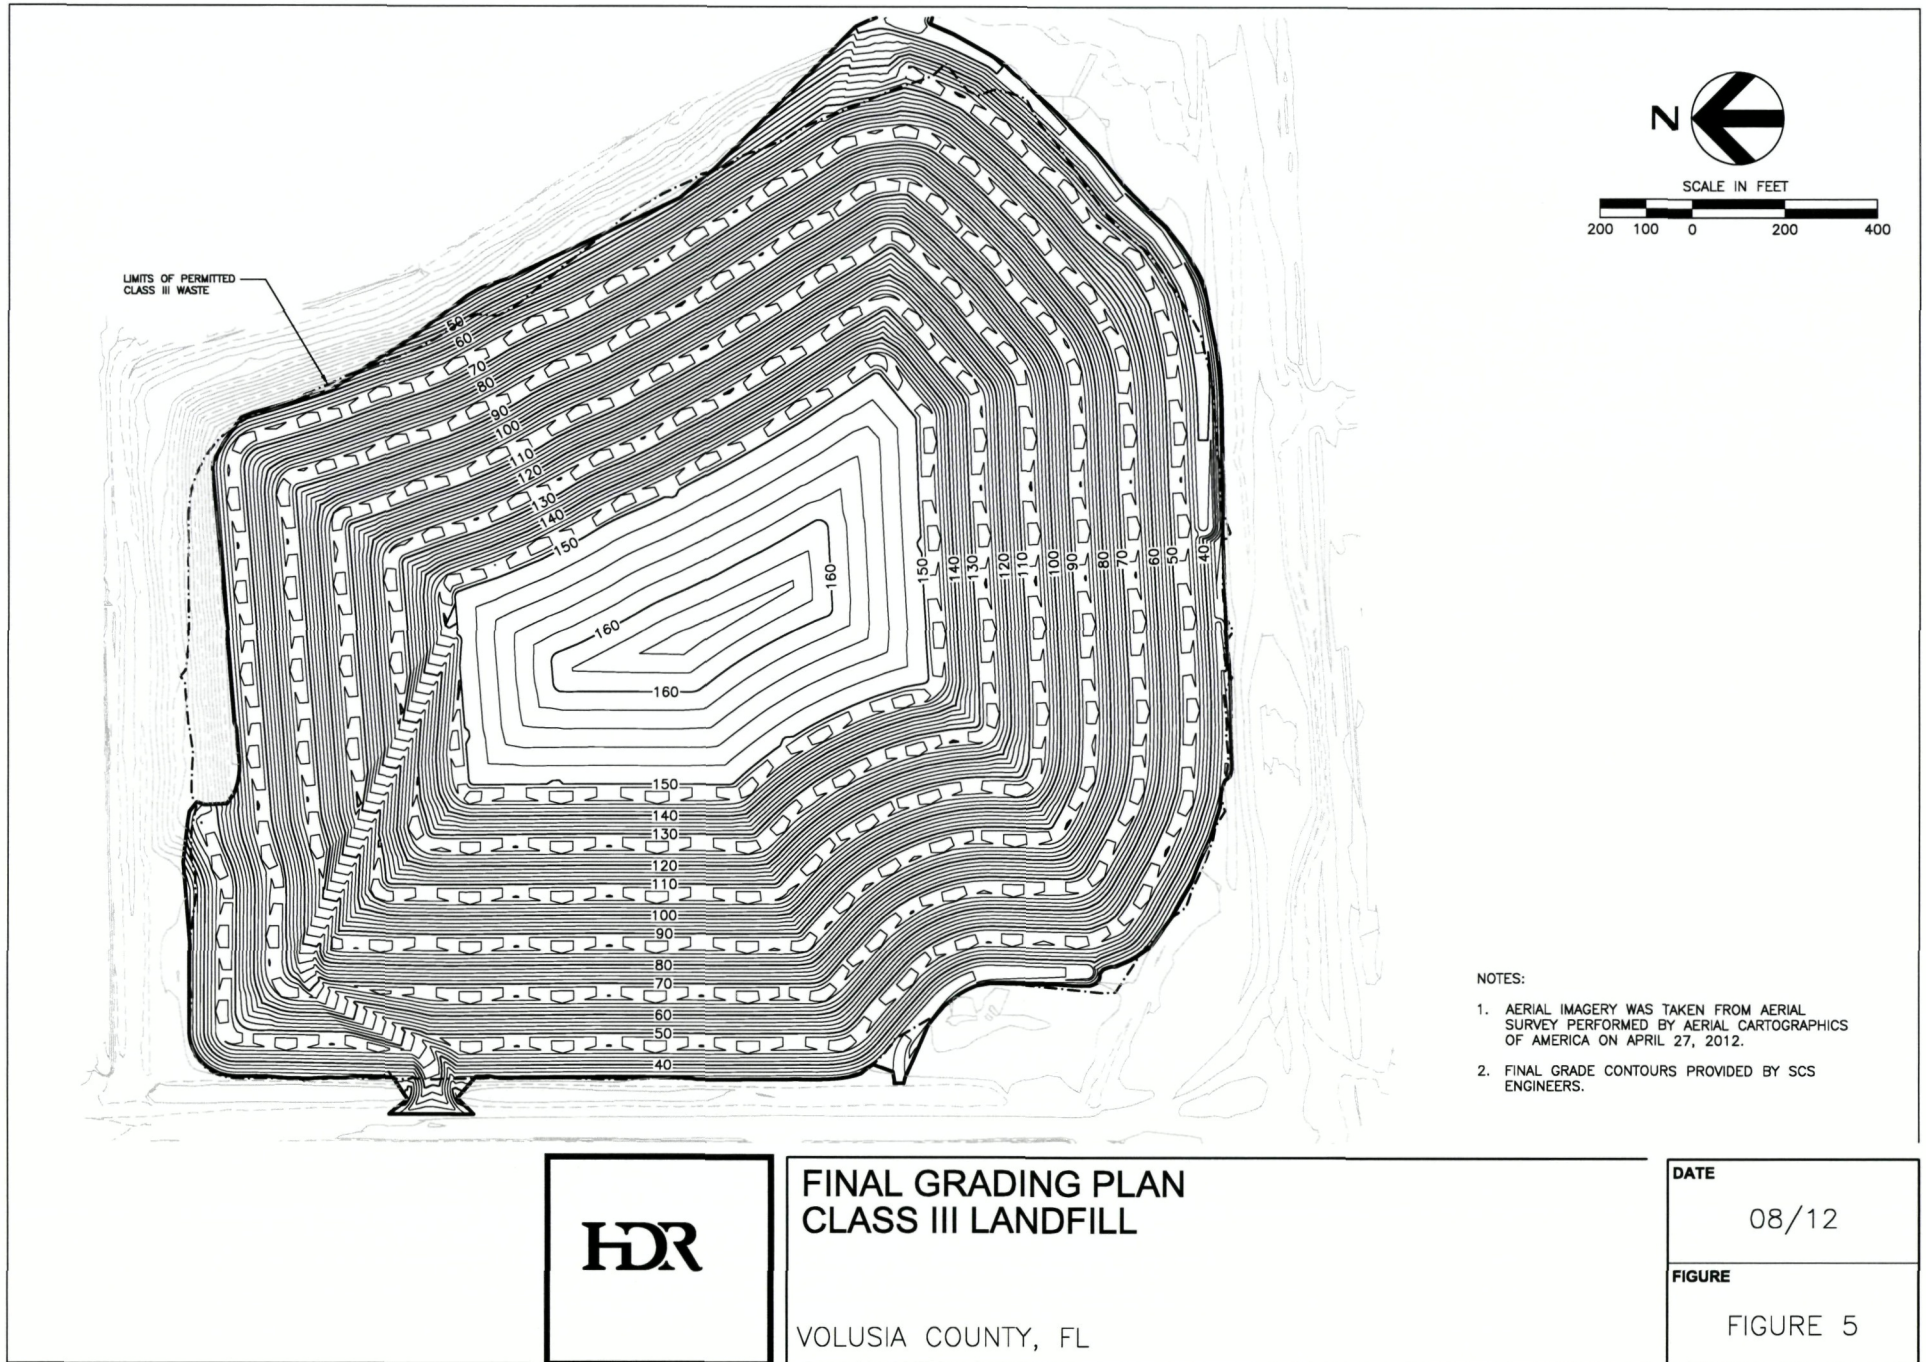 N
SCALE IN FEET
200 100 0 200 400
LIMITS OF PERMITTED
CLASS III WASTE
50
60
70
80
90
100
110
120
130
140
150
160
160
160
150 140 130 120 110 100 90 80 70 60 50 40
150
140
130
120
110
100
90
80
70
60
50
40
NOTES:
1. AERIAL IMAGERY WAS TAKEN FROM AERIAL
SURVEY PERFORMED BY AERIAL CARTOGRAPHICS
OF AMERICA ON APRIL 27, 2012.
2. FINAL GRADE CONTOURS PROVIDED BY SCS
ENGINEERS.
HDR
FINAL GRADING PLAN
CLASS III LANDFILL
VOLUSIA COUNTY, FL
DATE
08/12
FIGURE
FIGURE 5